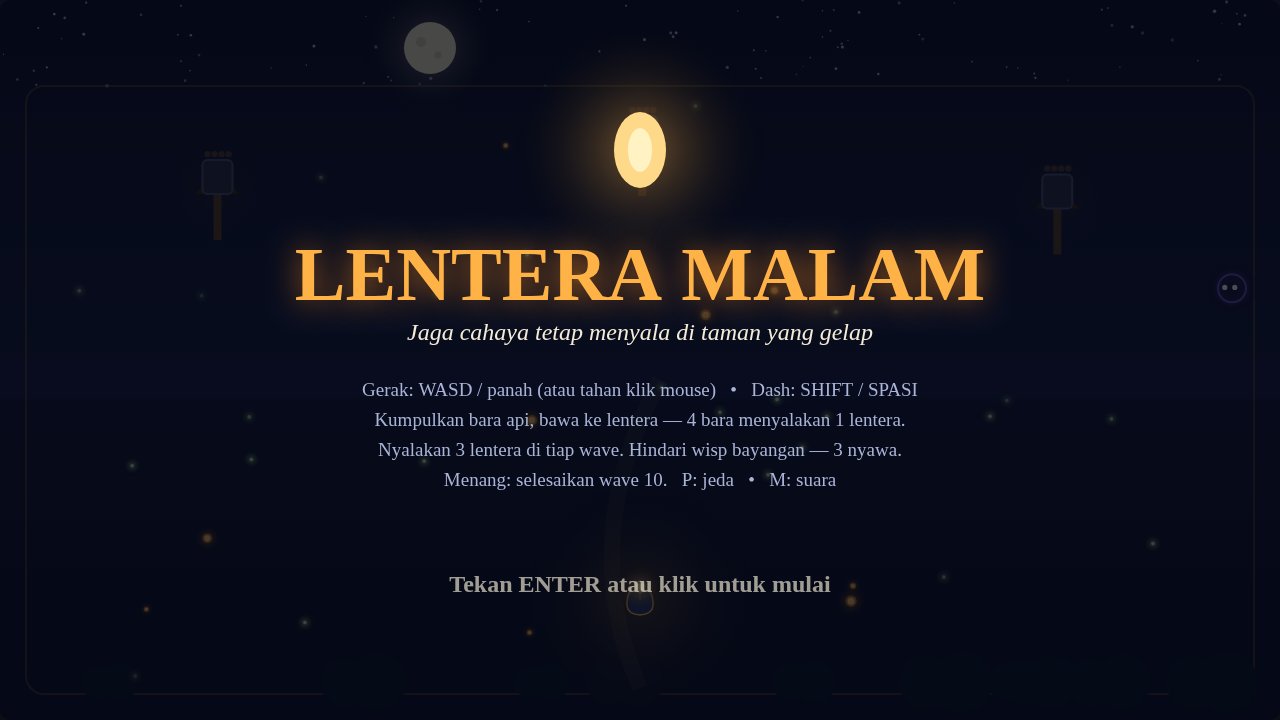 LENTERA MALAM
Jaga cahaya tetap menyala di taman yang gelap
Gerak: WASD / panah (atau tahan klik mouse) • Dash: SHIFT / SPASI
Kumpulkan bara api, bawa ke lentera — 4 bara menyalakan 1 lentera.
Nyalakan 3 lentera di tiap wave. Hindari wisp bayangan — 3 nyawa.
Menang: selesaikan wave 10. P: jeda • M: suara
Tekan ENTER atau klik untuk mulai